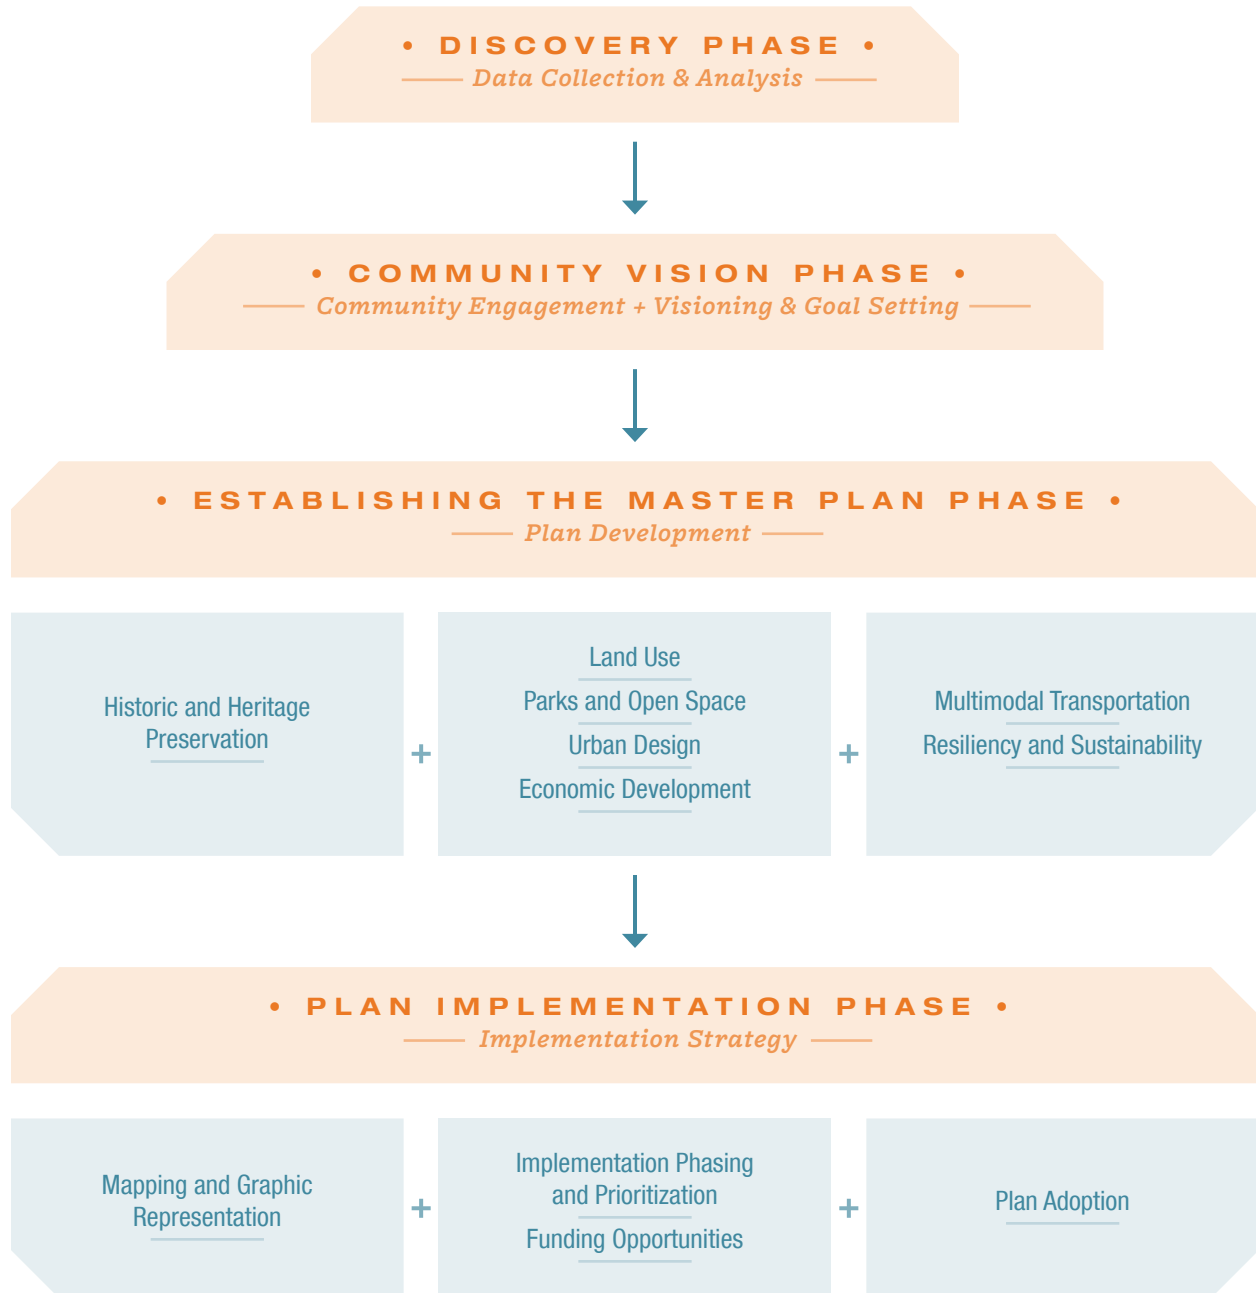 • DISCOVERY PHASE •
Data Collection & Analysis
• COMMUNITY VISION PHASE •
Community Engagement + Visioning & Goal Setting
• ESTABLISHING THE MASTER PLAN PHASE •
Plan Development
Historic and Heritage
Preservation
+
Land Use
Parks and Open Space
Urban Design
Economic Development
+
Multimodal Transportation
Resiliency and Sustainability
• PLAN IMPLEMENTATION PHASE •
Implementation Strategy
Mapping and Graphic
Representation
+
Implementation Phasing
and Prioritization
Funding Opportunities
+
Plan Adoption